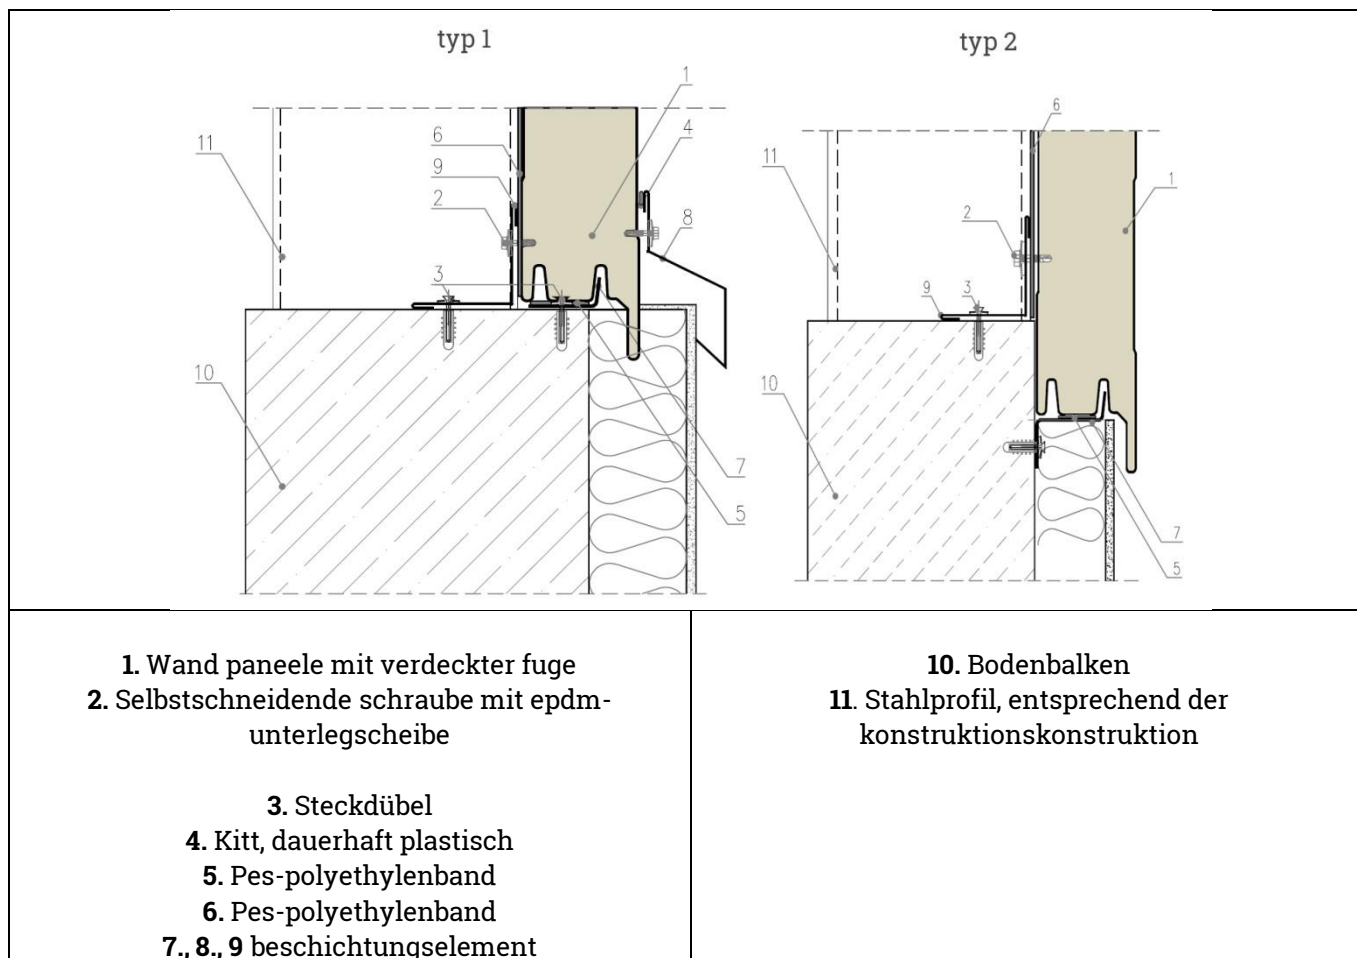 typ 1
typ 2
1
4
6
11
9
2
8
3
10
7
5
6
11
1
2
9
3
10
7
5
1. Wand paneele mit verdeckter fuge
2. Selbstschneidende schraube mit epdm-
unterlegscheibe
3. Steckdübel
4. Kitt, dauerhaft plastisch
5. Pes-polyethylenband
6. Pes-polyethylenband
7., 8., 9 beschichtungselement
10. Bodenbalken
11. Stahlprofil, entsprechend der
konstruktionskonstruktion